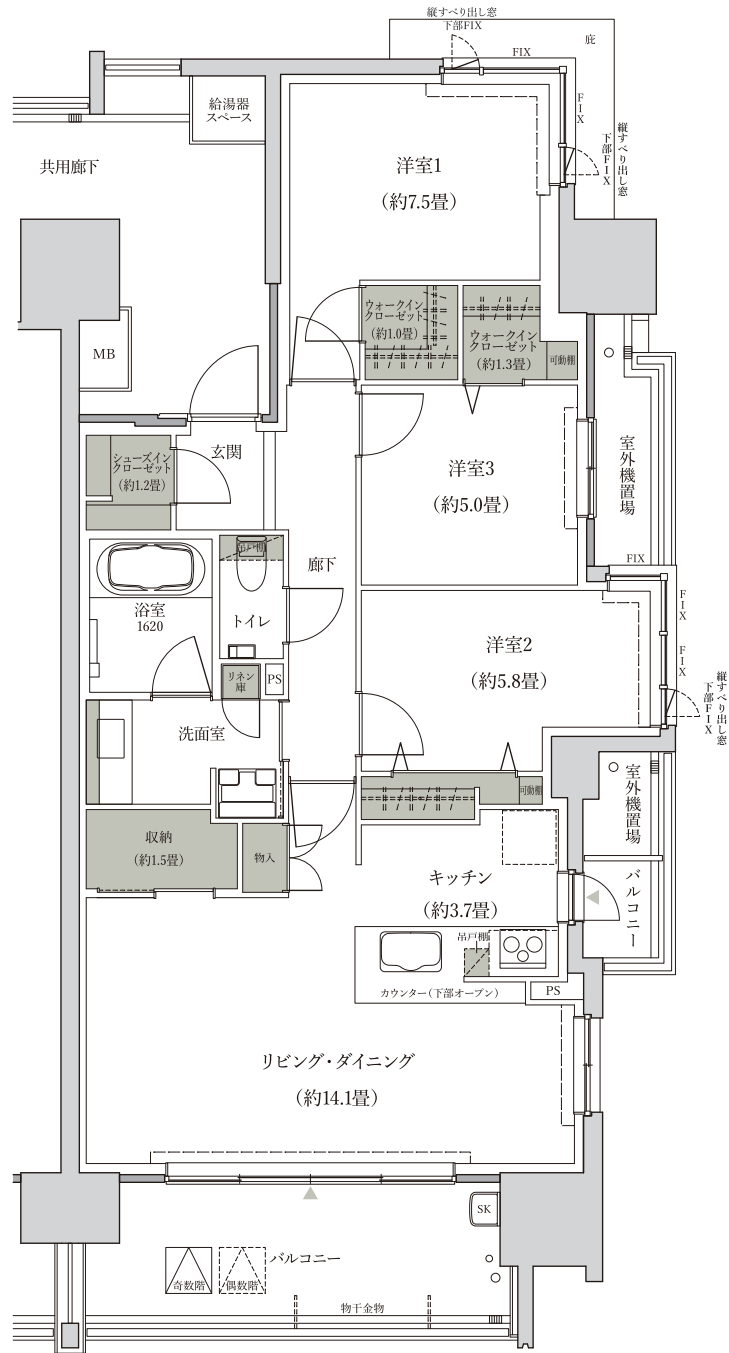 縦すべり出し窓
下部FIX
FIX
庇
FIX
縦すべり出し窓
下部FIX
給湯器
スペース
共用廊下
洋室1
(約7.5畳)
MB
ウォークイン
クローゼット
(約1.0畳)
ウォークイン
クローゼット
(約1.3畳)
可動棚
玄関
シューズイン
クローゼット
(約1.2畳)
洋室3
(約5.0畳)
室外機置場
吊戸棚
廊下
FIX
浴室
1620
トイレ
FIX
FIX
洋室2
(約5.8畳)
リネン
庫
PS
縦すべり出し窓
下部FIX
洗面室
可動棚
室外機置場
収納
(約1.5畳)
物入
キッチン
(約3.7畳)
バルコニー
吊戸棚
カウンター(下部オープン)
PS
リビング・ダイニング
(約14.1畳)
SK
バルコニー
奇数階
偶数階
物干金物